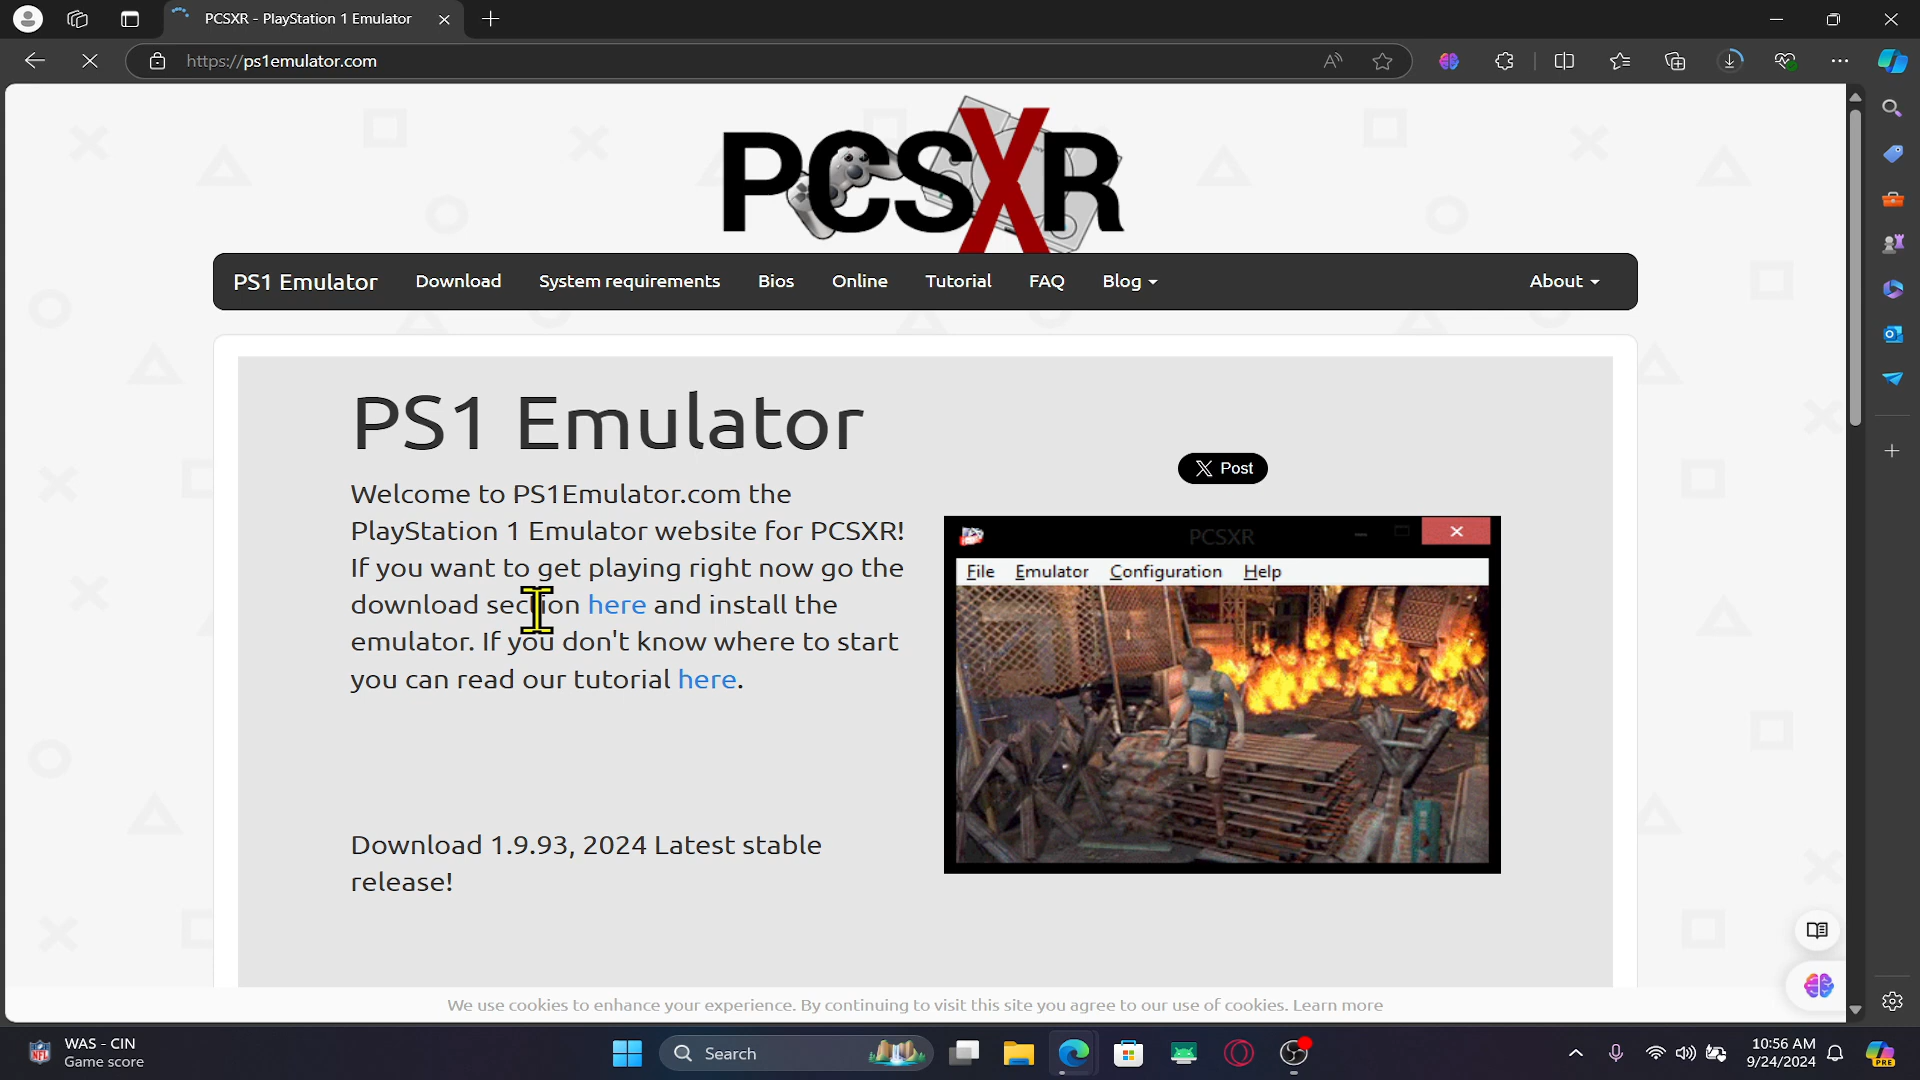 PCSXR - PlayStation 1 Emulator
https://ps1emulator.com
PCSXR
PS1 Emulator
Download
System requirements
Bios
Online
Tutorial
FAQ
Blog
About
PS1 Emulator
Welcome to PS1Emulator.com the
PlayStation 1 Emulator website for PCSXR!
If you want to get playing right now go the
download section here and install the
emulator. If you don't know where to start
you can read our tutorial here.
Post
PCSXR
File Emulator Configuration Help
Download 1.9.93, 2024 Latest stable
release!
We use cookies to enhance your experience. By continuing to visit this site you agree to our use of cookies. Learn more
WAS - CIN
Game score
Search
10:56 AM
9/24/2024
PRE